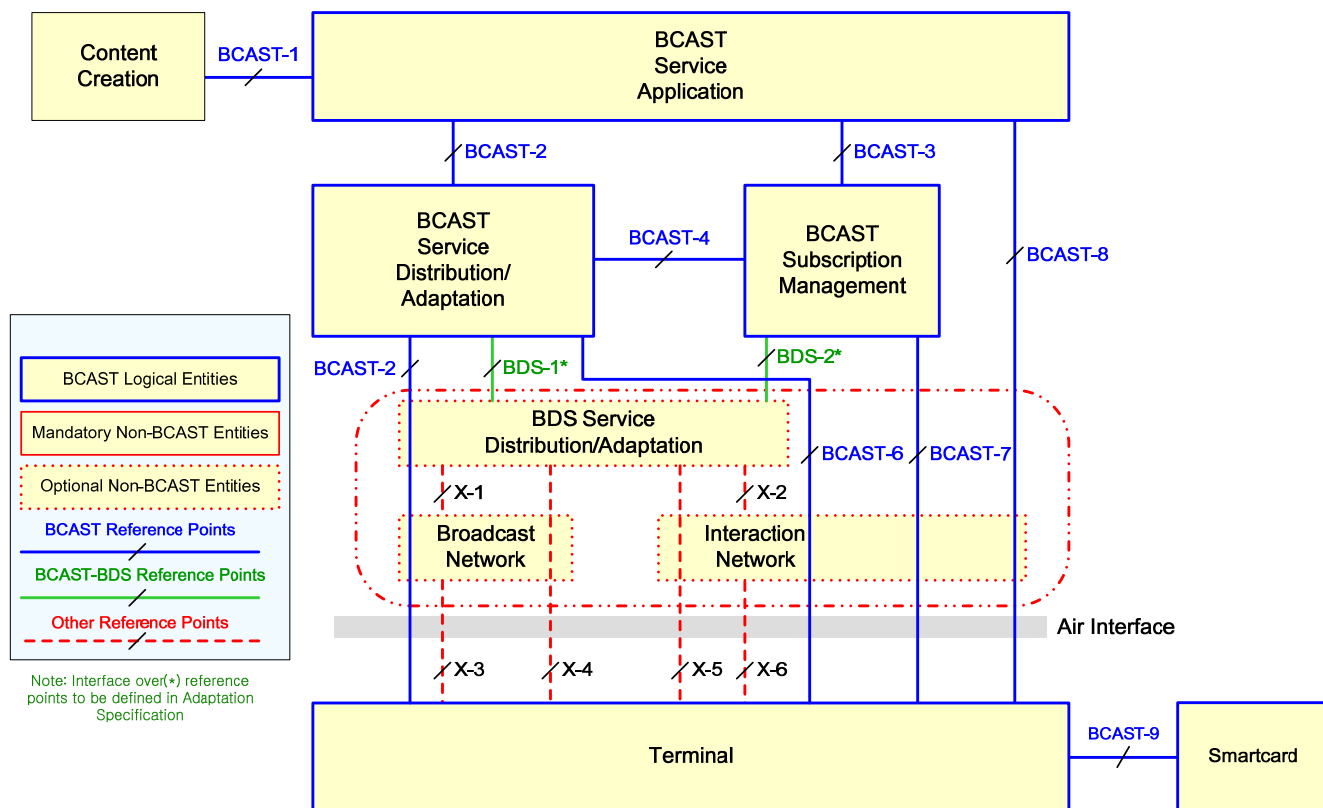 Content
Creation
BCAST-1
BCAST
Service
Application
BCAST-2
BCAST-3
BCAST
Service
Distribution/
Adaptation
BCAST-4
BCAST
Subscription
Management
BCAST-8
BCAST-2
BDS-1*
BDS-2*
BCAST Logical Entities
Mandatory Non-BCAST Entities
Optional Non-BCAST Entities
BCAST Reference Points
BCAST-BDS Reference Points
Other Reference Points
Note: Interface over(*) reference
points to be defined in Adaptation
Specification
BDS Service
Distribution/Adaptation
BCAST-6
BCAST-7
X-1
X-2
Broadcast
Network
Interaction
Network
Air Interface
X-3
X-4
X-5
X-6
Terminal
BCAST-9
Smartcard